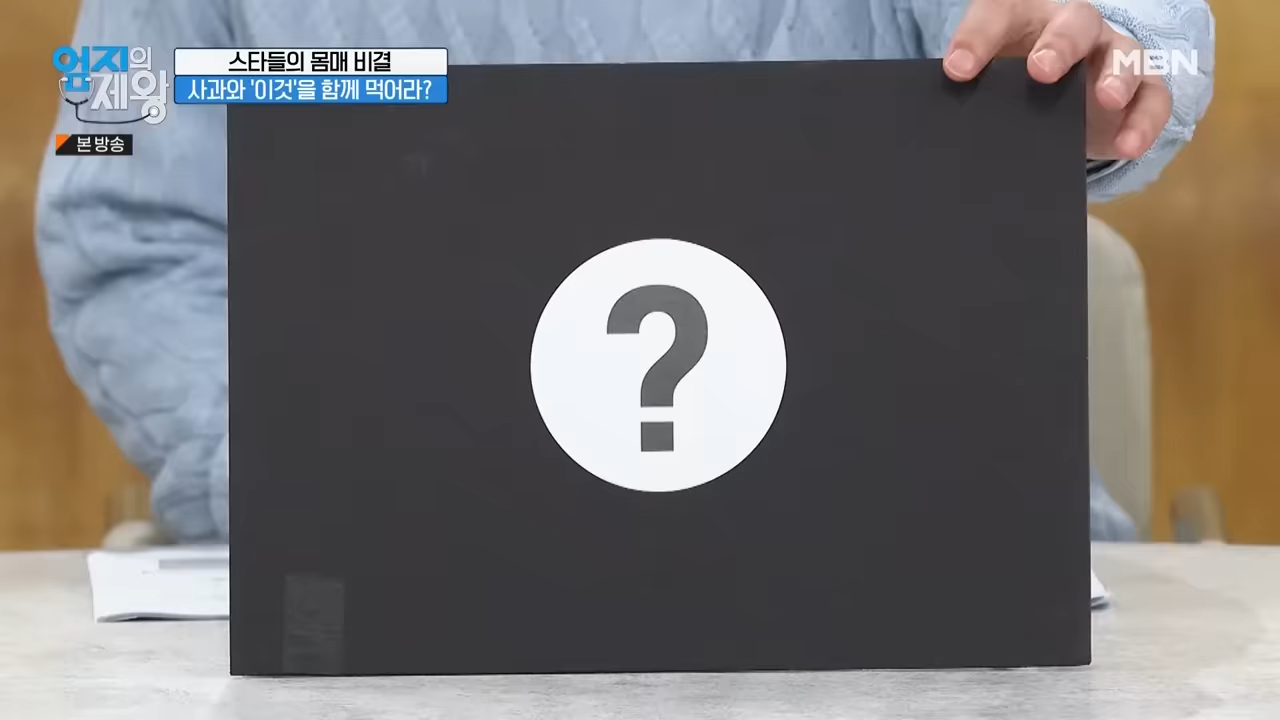 엄지의 제왕
스타들의 몸매 비결
사과와 '이것'을 함께 먹어라?
MBN
본 방송
?